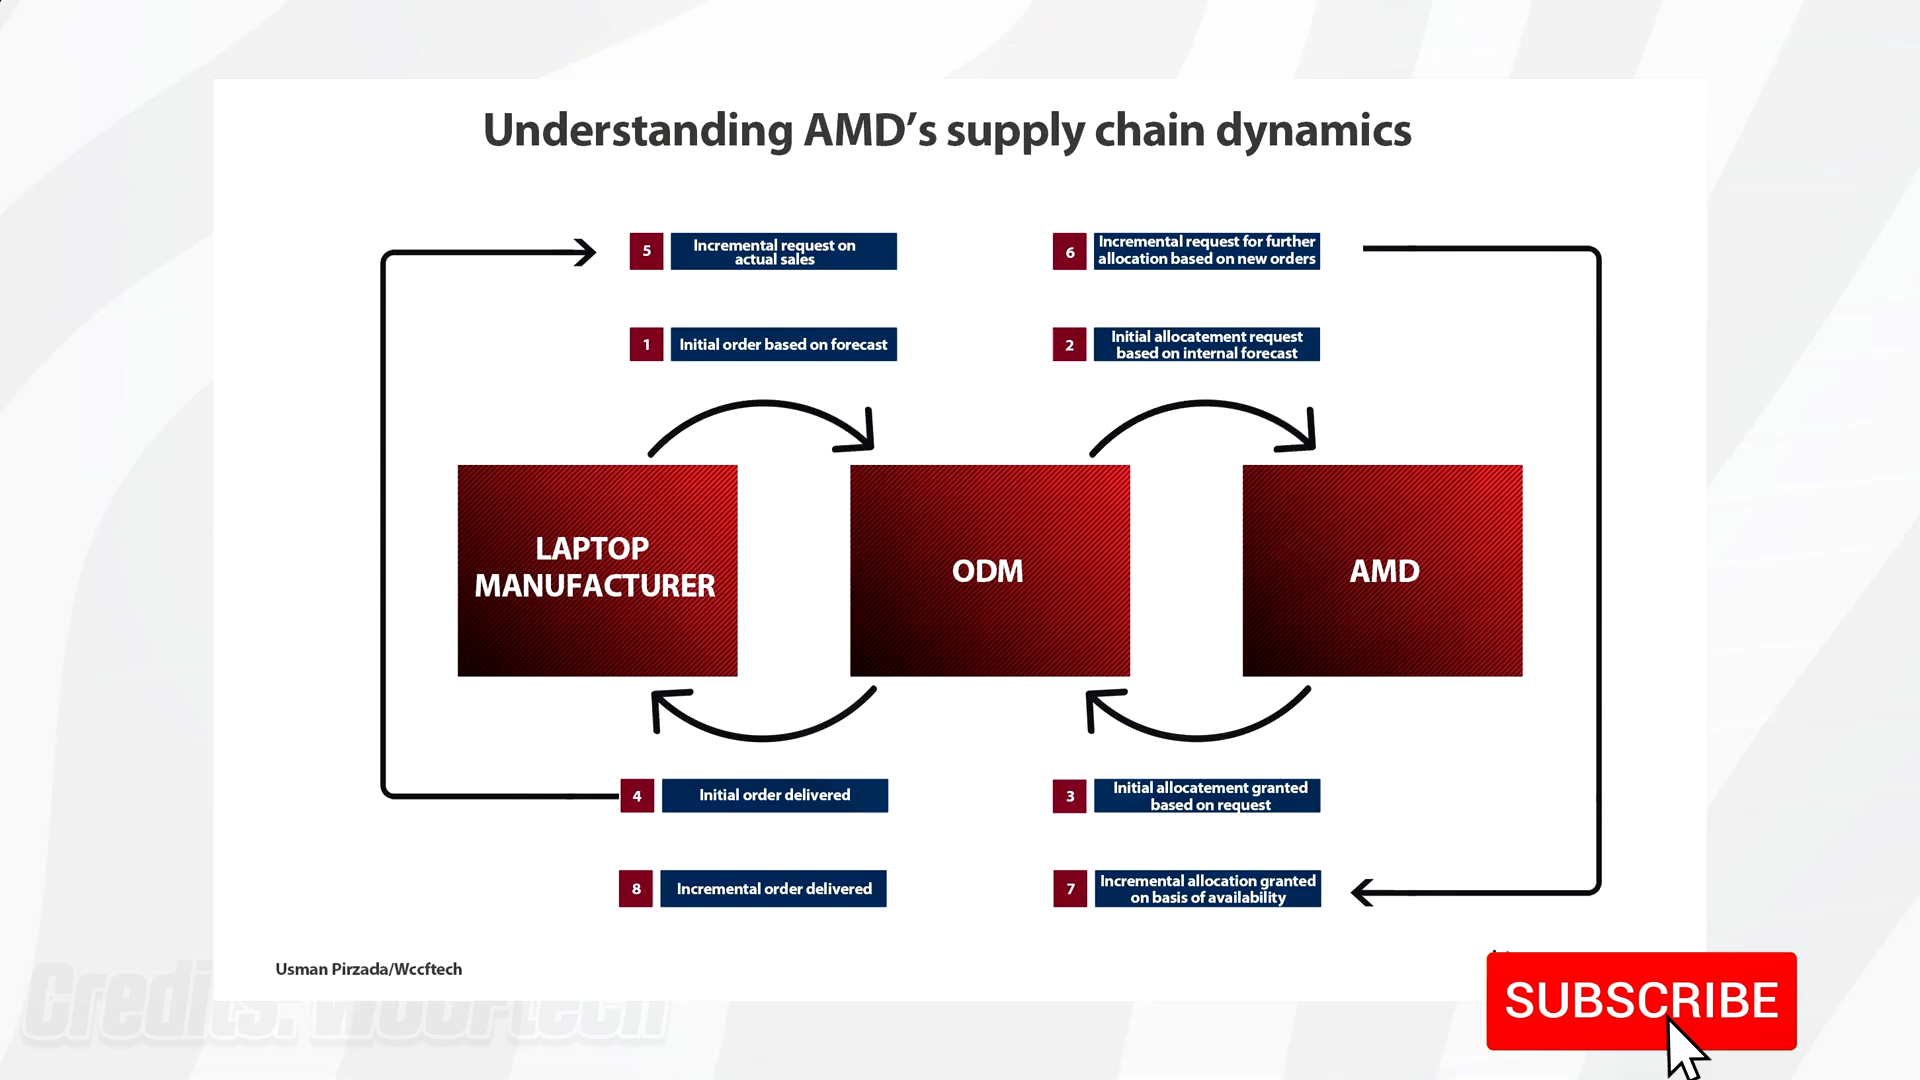 Understanding AMD’s supply chain dynamics
5
Incremental request on
actual sales
6
Incremental request for further
allocation based on new orders
1
Initial order based on forecast
2
Initial allocatement request
based on internal forecast
LAPTOP
MANUFACTURER
ODM
AMD
4
Initial order delivered
3
Initial allocatement granted
based on request
8
Incremental order delivered
7
Incremental allocation granted
on basis of availability
Usman Pirzada/Wccftech
Credits: Wccftech
SUBSCRIBE